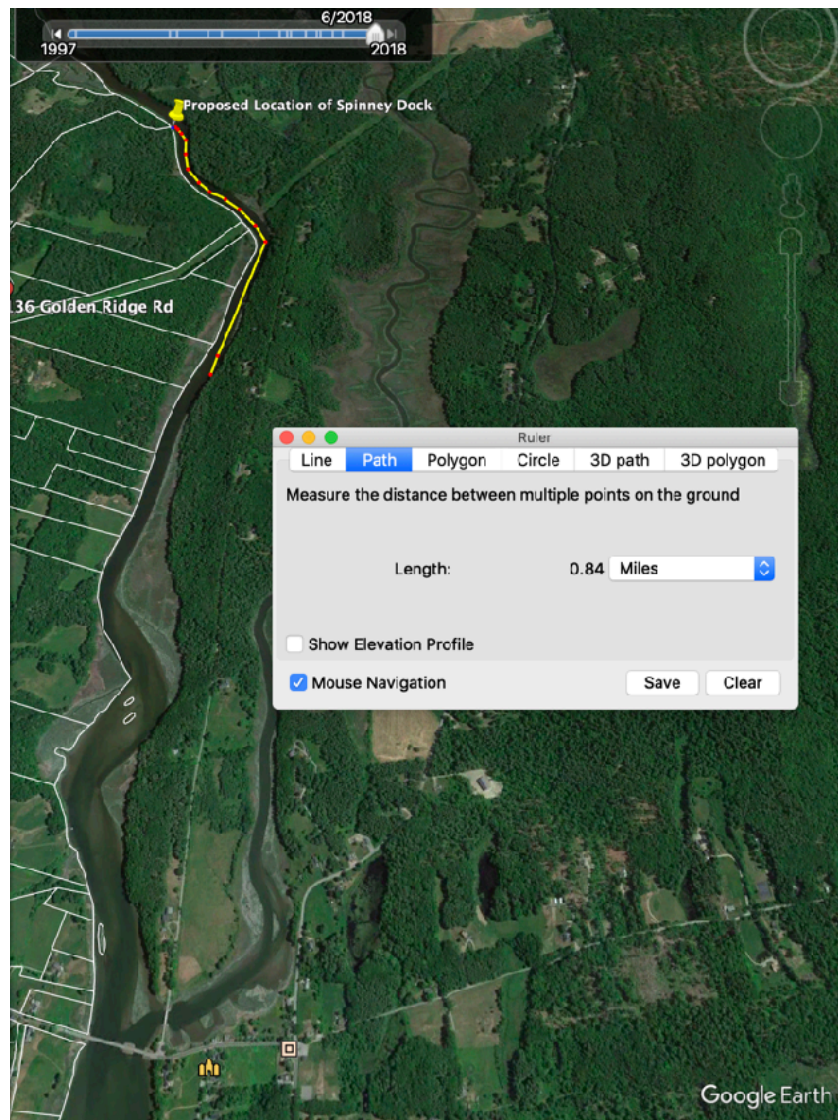 6/2018
1997
2018
Proposed Location of Spinney Dock
136 Golden Ridge Rd
Ruler
Line Path Polygon Circle 3D path 3D polygon
Measure the distance between multiple points on the ground
Length: 0.84 Miles
Show Elevation Profile
Mouse Navigation
Save Clear
Google Earth